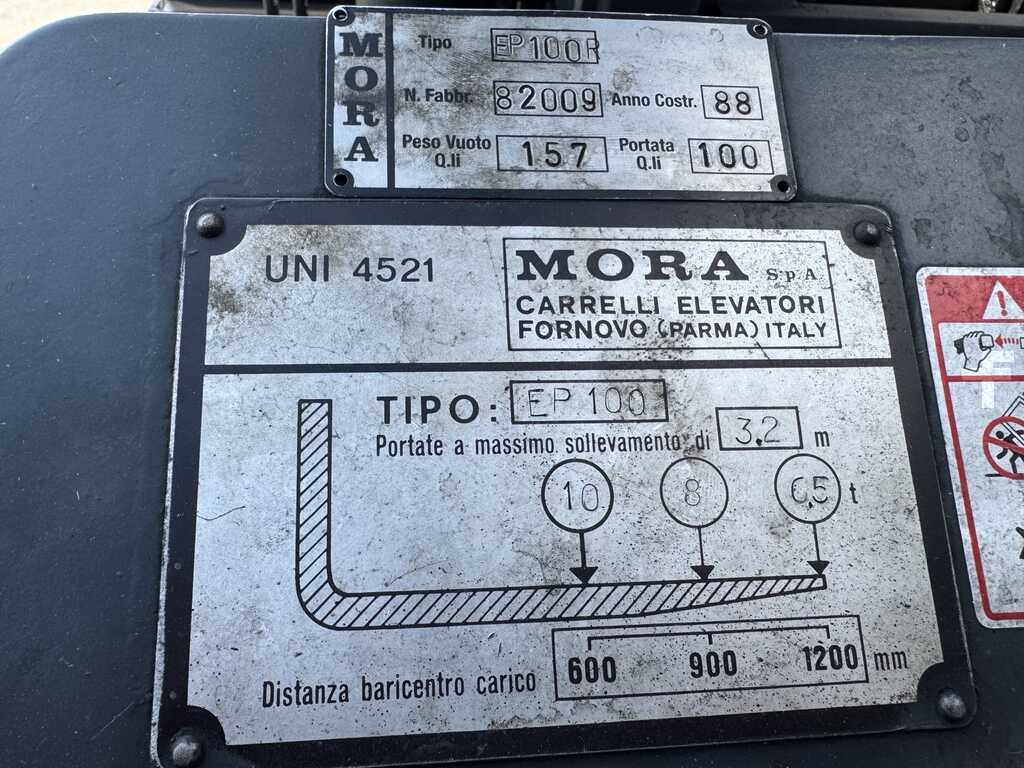 MORA
Tipo EP100R
N. Fabbr. 82009 Anno Costr. 88
Peso Vuoto Q.li 157 Portata Q.li 100
UNI 4521
MORA S.p.A.
CARRELLI ELEVATORI
FORNOVO (PARMA) ITALY
TIPO: EP 100
Portate a massimo sollevamento di 3.2 m
10 8 6,5 t
600 900 1200 mm
Distanza baricentro carico